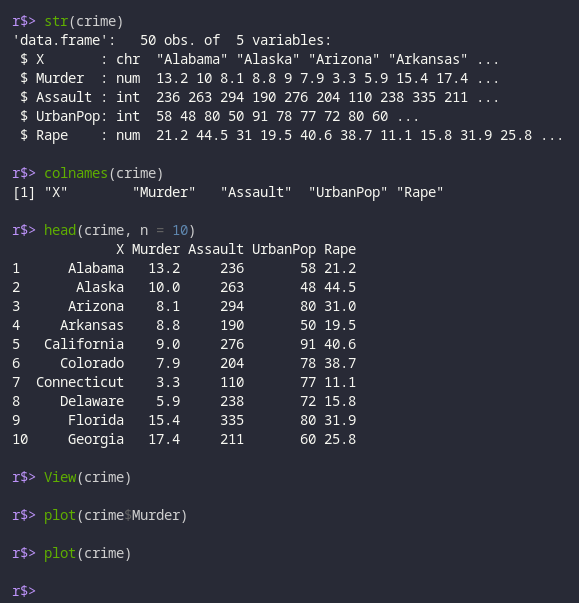 r$> str(crime)
'data.frame':   50 obs. of  5 variables:
 $ X       : chr  "Alabama" "Alaska" "Arizona" "Arkansas" ...
 $ Murder  : num  13.2 10 8.1 8.8 9 7.9 3.3 5.9 15.4 17.4 ...
 $ Assault : int  236 263 294 190 276 204 110 238 335 211 ...
 $ UrbanPop: int  58 48 80 50 91 78 77 72 80 60 ...
 $ Rape    : num  21.2 44.5 31 19.5 40.6 38.7 11.1 15.8 31.9 25.8 ...
r$> colnames(crime)
[1] "X"        "Murder"   "Assault"  "UrbanPop" "Rape"
r$> head(crime, n = 10)
             X Murder Assault UrbanPop Rape
1      Alabama   13.2     236       58 21.2
2       Alaska   10.0     263       48 44.5
3      Arizona    8.1     294       80 31.0
4     Arkansas    8.8     190       50 19.5
5   California    9.0     276       91 40.6
6     Colorado    7.9     204       78 38.7
7  Connecticut    3.3     110       77 11.1
8     Delaware    5.9     238       72 15.8
9      Florida   15.4     335       80 31.9
10     Georgia   17.4     211       60 25.8
r$> View(crime)
r$> plot(crime$Murder)
r$> plot(crime)
r$>